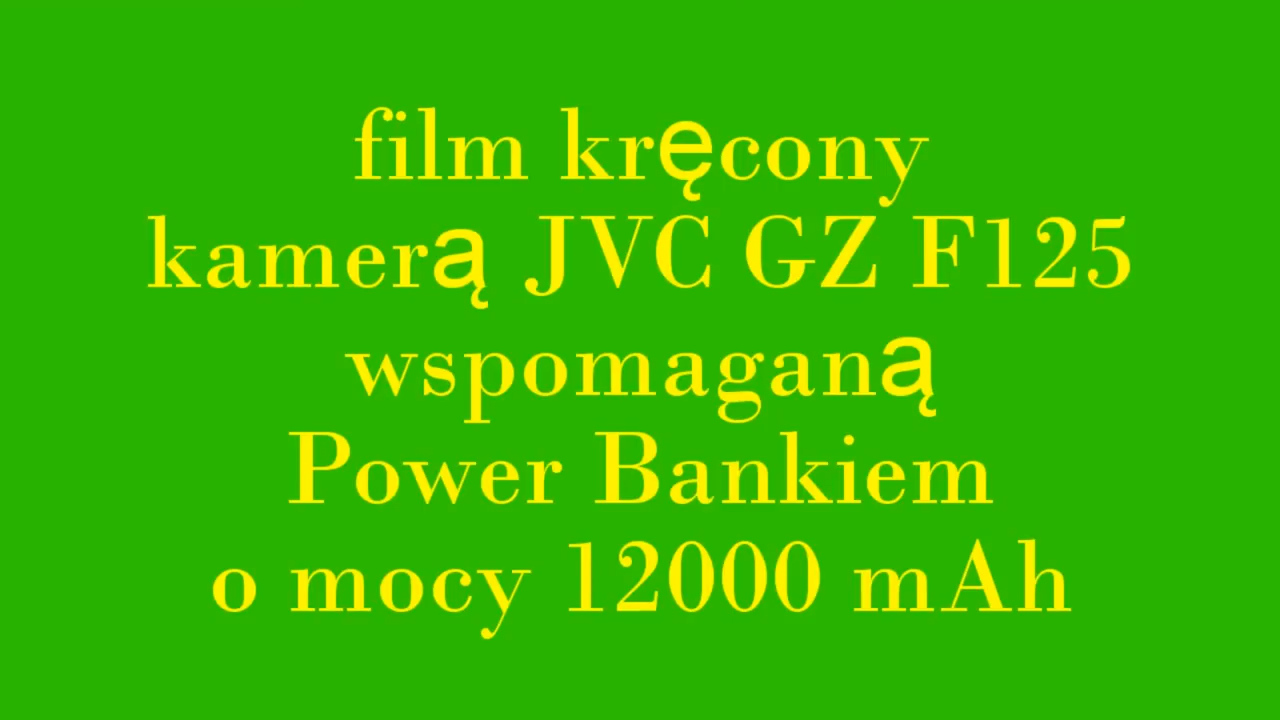 film kręcony
kamerą JVC GZ F125
wspomaganą
Power Bankiem
o mocy 12000 mAh